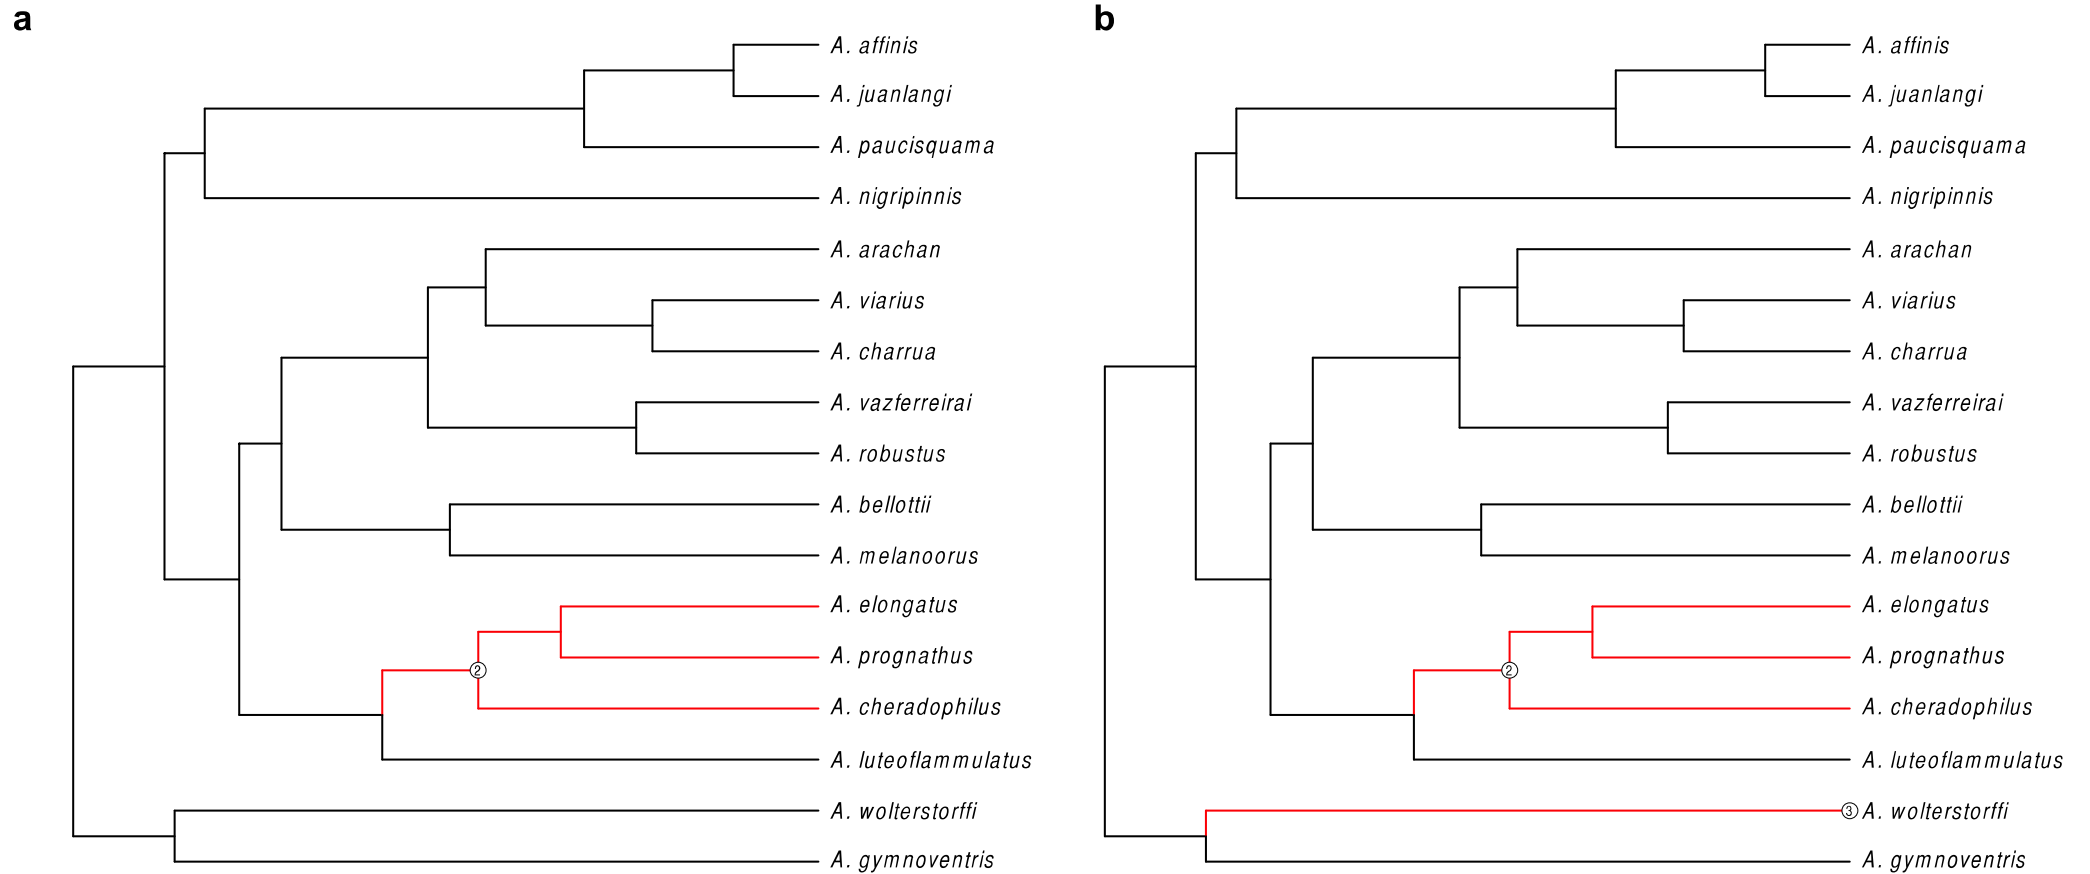 a
A. affinis
A. juanlangi
A. paucisquama
A. nigripinnis
A. arachan
A. viarius
A. charrua
A. vazferreirai
A. robustus
A. bellottii
A. melanoorus
A. elongatus
A. prognathus
2
A. cheradophilus
A. luteoflammulatus
A. wolterstorffi
A. gymnoventris
b
A. affinis
A. juanlangi
A. paucisquama
A. nigripinnis
A. arachan
A. viarius
A. charrua
A. vazferreirai
A. robustus
A. bellottii
A. melanoorus
A. elongatus
A. prognathus
2
A. cheradophilus
A. luteoflammulatus
3 A. wolterstorffi
A. gymnoventris